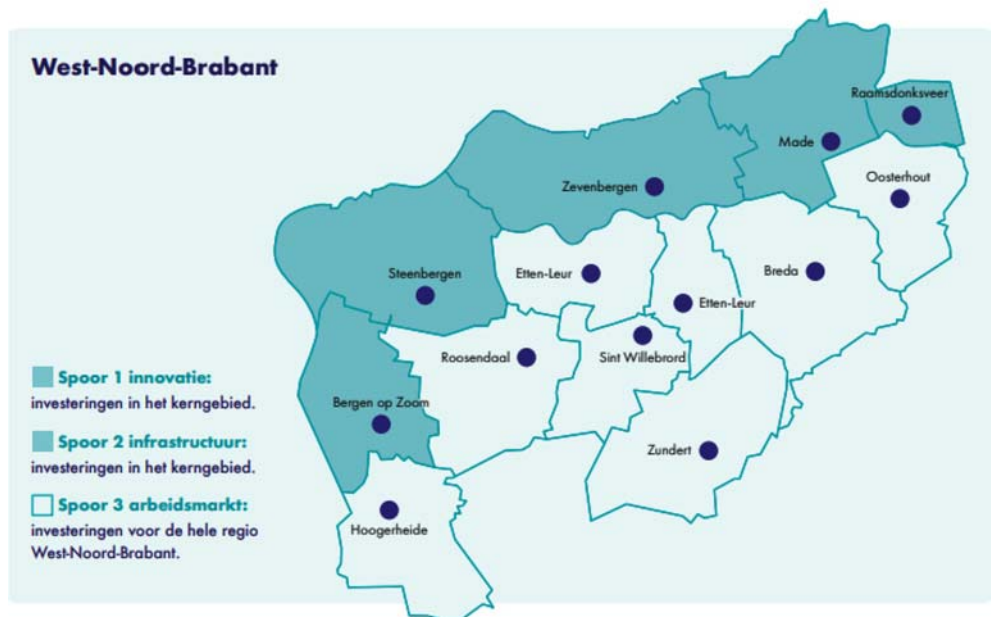 West-Noord-Brabant
Raamsdonksveer
Made
Oosterhout
Zevenbergen
Steenbergen
Etten-Leur
Breda
Etten-Leur
Roosendaal
Sint Willebrord
Spoor 1 innovatie:
investeringen in het kerngebied.
Bergen op Zoom
Spoor 2 infrastructuur:
investeringen in het kerngebied.
Zundert
Spoor 3 arbeidsmarkt:
investeringen voor de hele regio
West-Noord-Brabant.
Hoogerheide